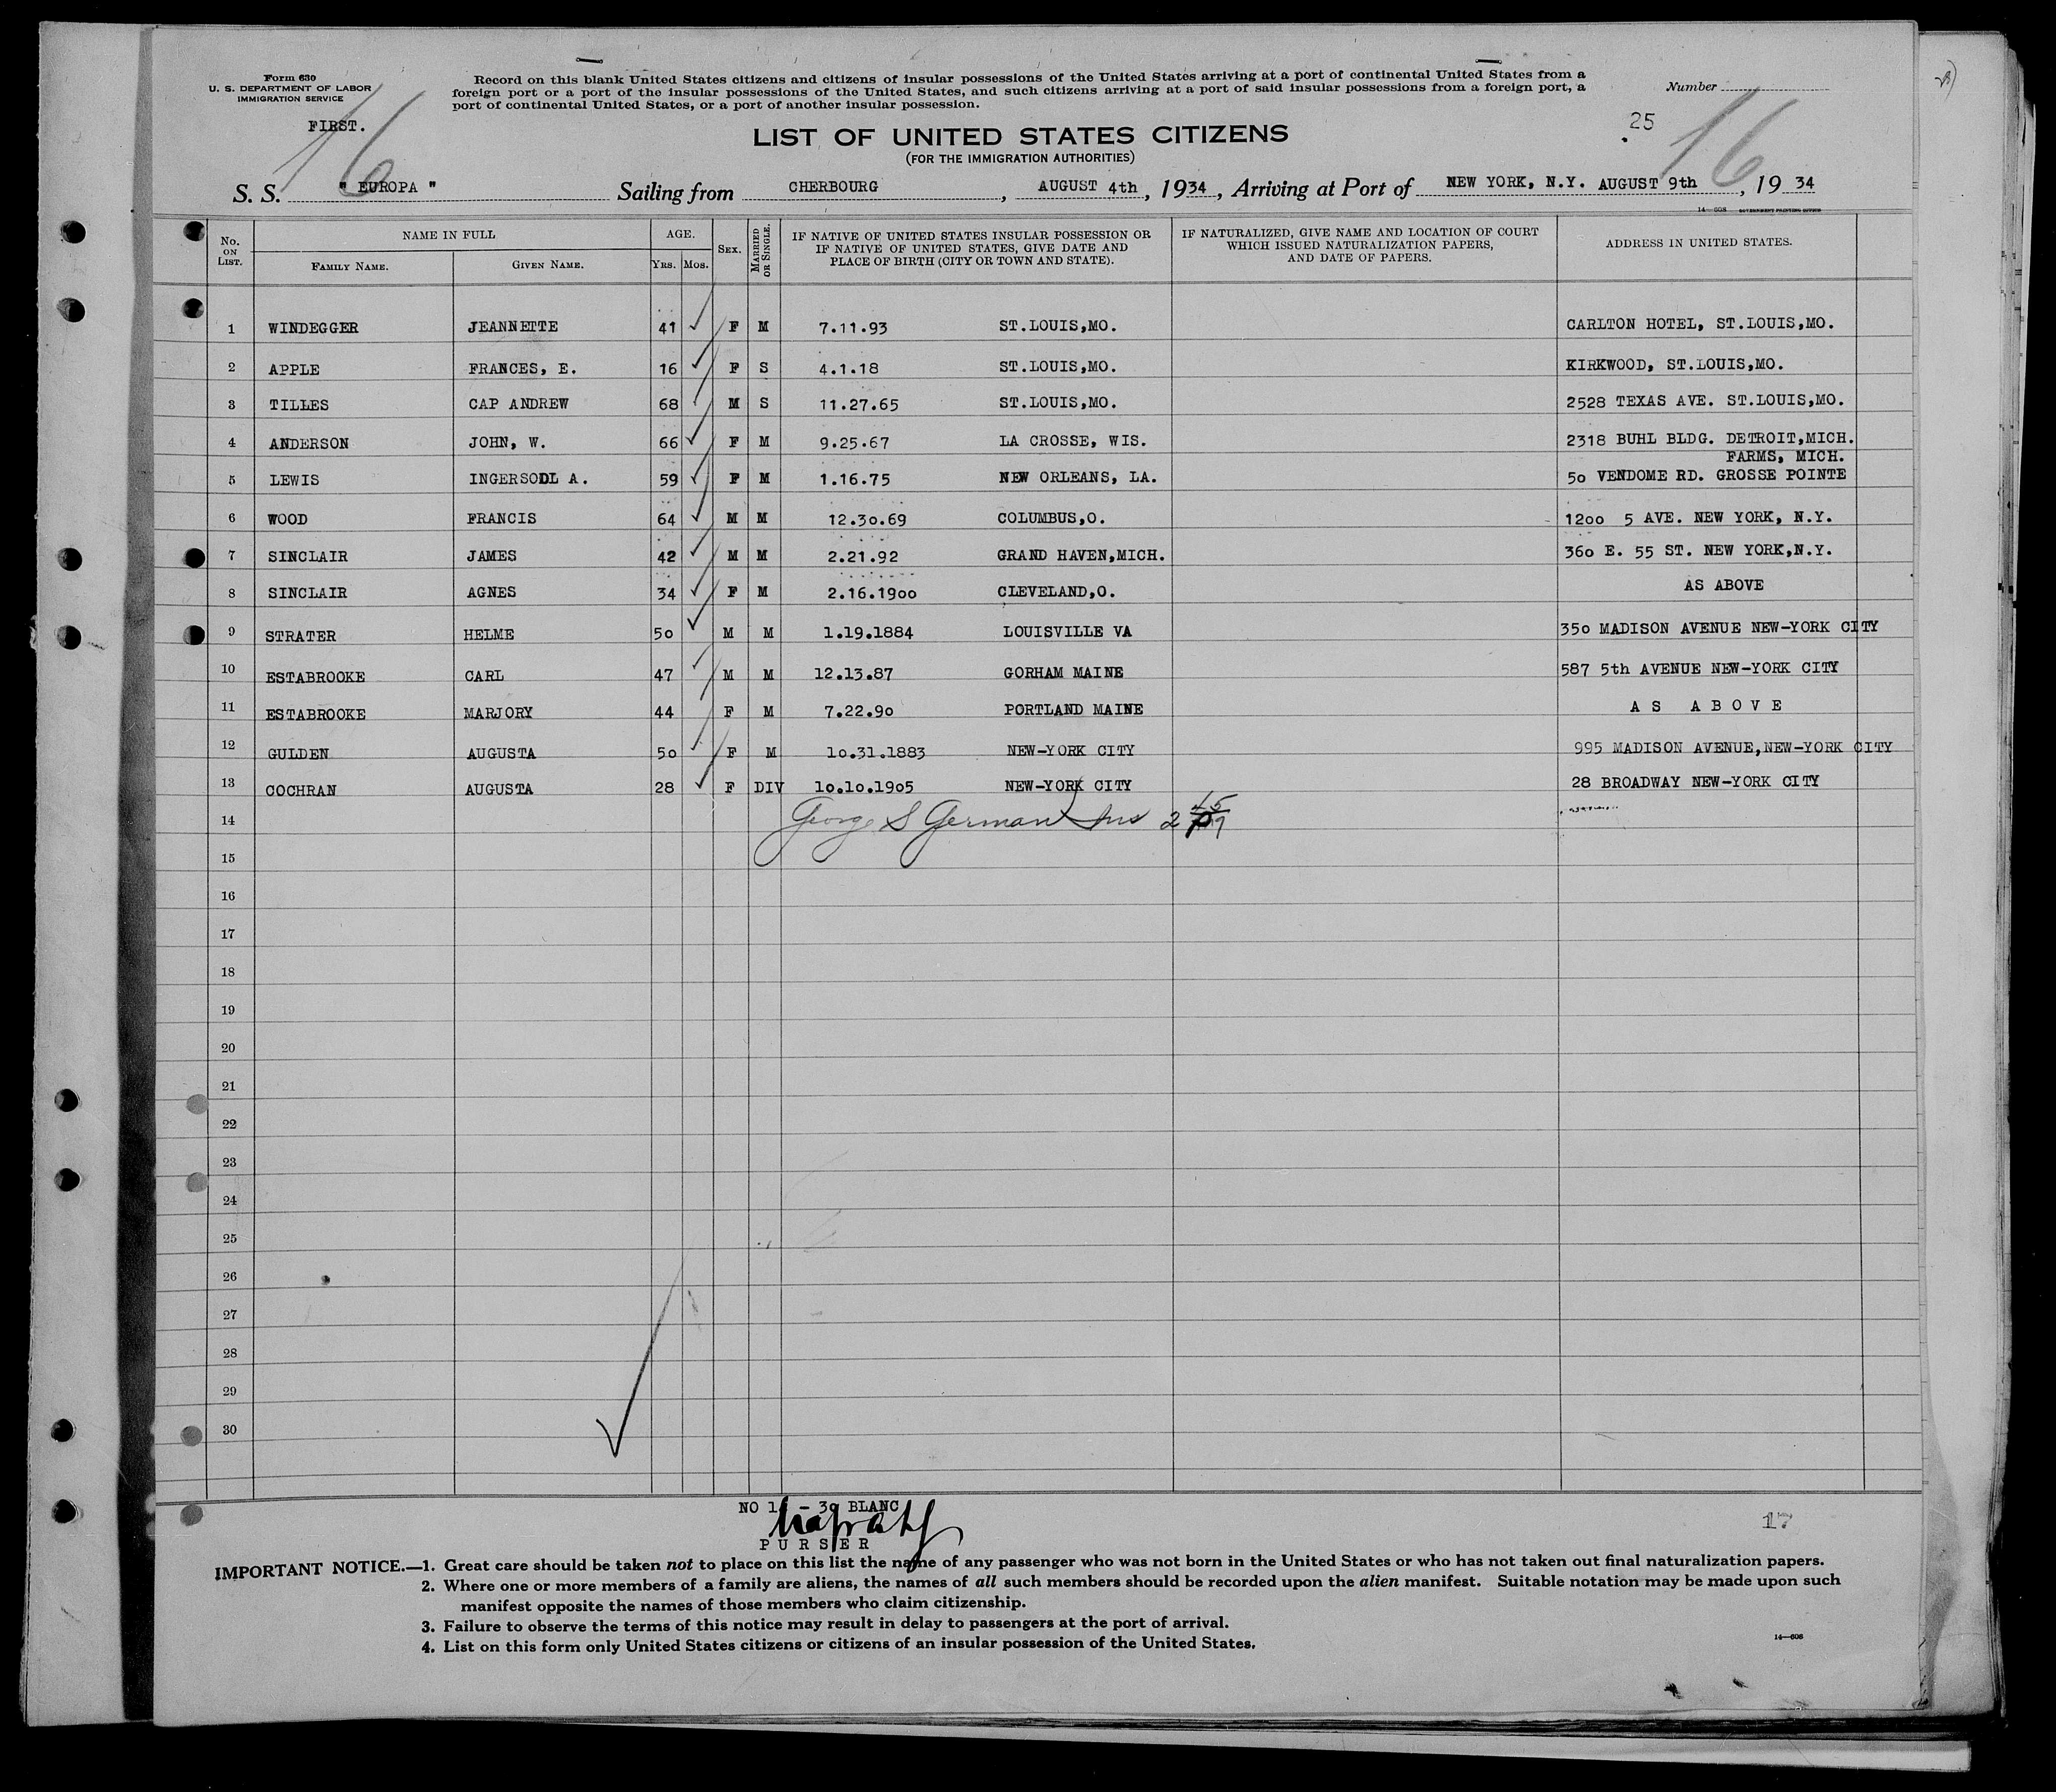 Form 630
U. S. DEPARTMENT OF LABOR
IMMIGRATION SERVICE
FIRST.
16
Record on this blank United States citizens and citizens of insular possessions of the United States arriving at a port of continental United States from a
foreign port or a port of the insular possessions of the United States, and such citizens arriving at a port of said insular possessions from a foreign port, a
port of continental United States, or a port of another insular possession.
Number
25
16
LIST OF UNITED STATES CITIZENS
(FOR THE IMMIGRATION AUTHORITIES)
S. S. " EUROPA " Sailing from CHERBOURG, AUGUST 4th, 1934, Arriving at Port of NEW YORK, N.Y. AUGUST 9th, 19 34
14—608 GOVERNMENT PRINTING OFFICE
No. ON LIST. NAME IN FULL AGE. SEX. MARRIED OR SINGLE. IF NATIVE OF UNITED STATES INSULAR POSSESSION OR IF NATIVE OF UNITED STATES, GIVE DATE AND PLACE OF BIRTH (CITY OR TOWN AND STATE). IF NATURALIZED, GIVE NAME AND LOCATION OF COURT WHICH ISSUED NATURALIZATION PAPERS, AND DATE OF PAPERS. ADDRESS IN UNITED STATES.
FAMILY NAME. GIVEN NAME. YRS. MOS.
1 WINDEGGER JEANNETTE 41 F M 7.11.93 ST.LOUIS,MO. CARLTON HOTEL, ST.LOUIS,MO.
2 APPLE FRANCES, E. 16 F S 4.1.18 ST.LOUIS,MO. KIRKWOOD, ST.LOUIS,MO.
3 TILLES CAP ANDREW 68 M S 11.27.65 ST.LOUIS,MO. 2528 TEXAS AVE. ST.LOUIS,MO.
4 ANDERSON JOHN, W. 66 F M 9.25.67 LA CROSSE, WIS. 2318 BUHL BLDG. DETROIT,MICH.
FARMS, MICH.
5 LEWIS INGERSODL A. 59 F M 1.16.75 NEW ORLEANS, LA. 50 VENDOME RD. GROSSE POINTE
6 WOOD FRANCIS 64 M M 12.30.69 COLUMBUS,O. 1200 5 AVE. NEW YORK, N.Y.
7 SINCLAIR JAMES 42 M M 2.21.92 GRAND HAVEN,MICH. 360 E. 55 ST. NEW YORK,N.Y.
8 SINCLAIR AGNES 34 F M 2.16.1900 CLEVELAND,O. AS ABOVE
9 STRATER HELME 50 M M 1.19.1884 LOUISVILLE VA 350 MADISON AVENUE NEW-YORK CITY
10 ESTABROOKE CARL 47 M M 12.13.87 GORHAM MAINE 587 5th AVENUE NEW-YORK CITY
11 ESTABROOKE MARJORY 44 F M 7.22.90 PORTLAND MAINE A S A B O V E
12 GULDEN AUGUSTA 50 F M 10.31.1883 NEW-YORK CITY 995 MADISON AVENUE,NEW-YORK CITY
13 COCHRAN AUGUSTA 28 F DIV 10.10.1905 NEW-YORK CITY 28 BROADWAY NEW-YORK CITY
14 George S German Ins 2
15
16
17
18
19
20
21
22
23
24
25
26
27
28
29
30
NO 14 - 30 BLANC
PURSER
17
IMPORTANT NOTICE.—1. Great care should be taken not to place on this list the name of any passenger who was not born in the United States or who has not taken out final naturalization papers.
2. Where one or more members of a family are aliens, the names of all such members should be recorded upon the alien manifest. Suitable notation may be made upon such
manifest opposite the names of those members who claim citizenship.
3. Failure to observe the terms of this notice may result in delay to passengers at the port of arrival.
4. List on this form only United States citizens or citizens of an insular possession of the United States.
14—608